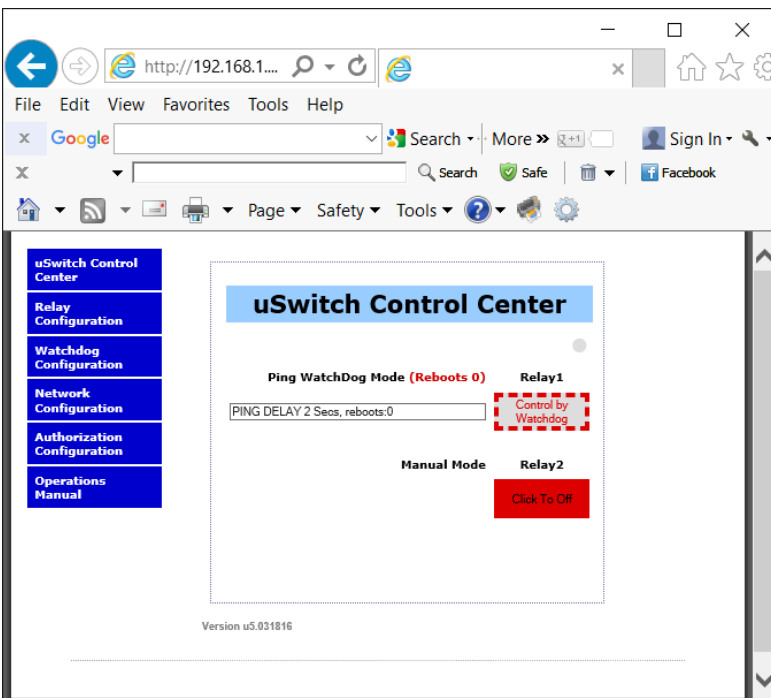 http://192.168.1....
File Edit View Favorites Tools Help
x Google Search More » g+1 Sign In
X Search Safe Facebook
Page Safety Tools
uSwitch Control
Center
Relay
Configuration
Watchdog
Configuration
Network
Configuration
Authorization
Configuration
Operations
Manual
uSwitch Control Center
Ping WatchDog Mode (Reboots 0) Relay1
PING DELAY 2 Secs, reboots:0
Control by
Watchdog
Manual Mode Relay2
Click To Off
Version u5.031816